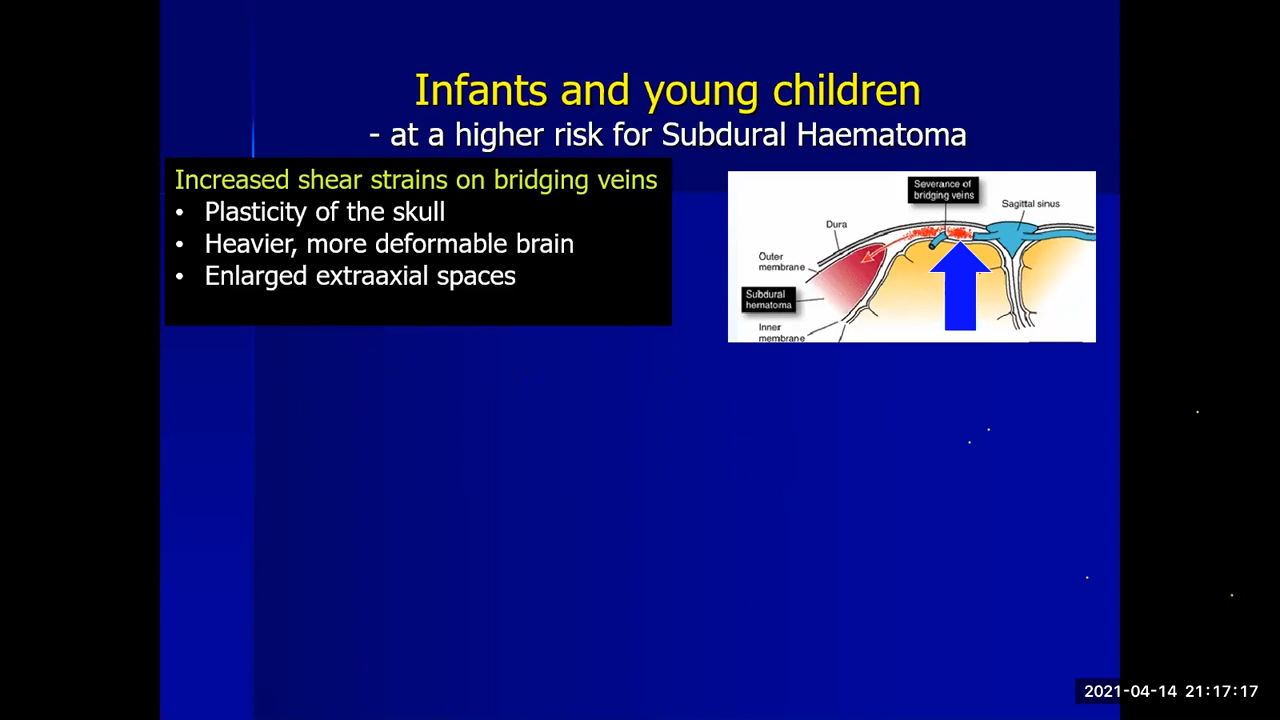 Infants and young children
- at a higher risk for Subdural Haematoma
Increased shear strains on bridging veins
• Plasticity of the skull
• Heavier, more deformable brain
• Enlarged extraaxial spaces
Severance of
bridging veins
Sagittal sinus
Dura
Outer
membrane
Subdural
hematoma
Inner
membrane
2021-04-14 21:17:17